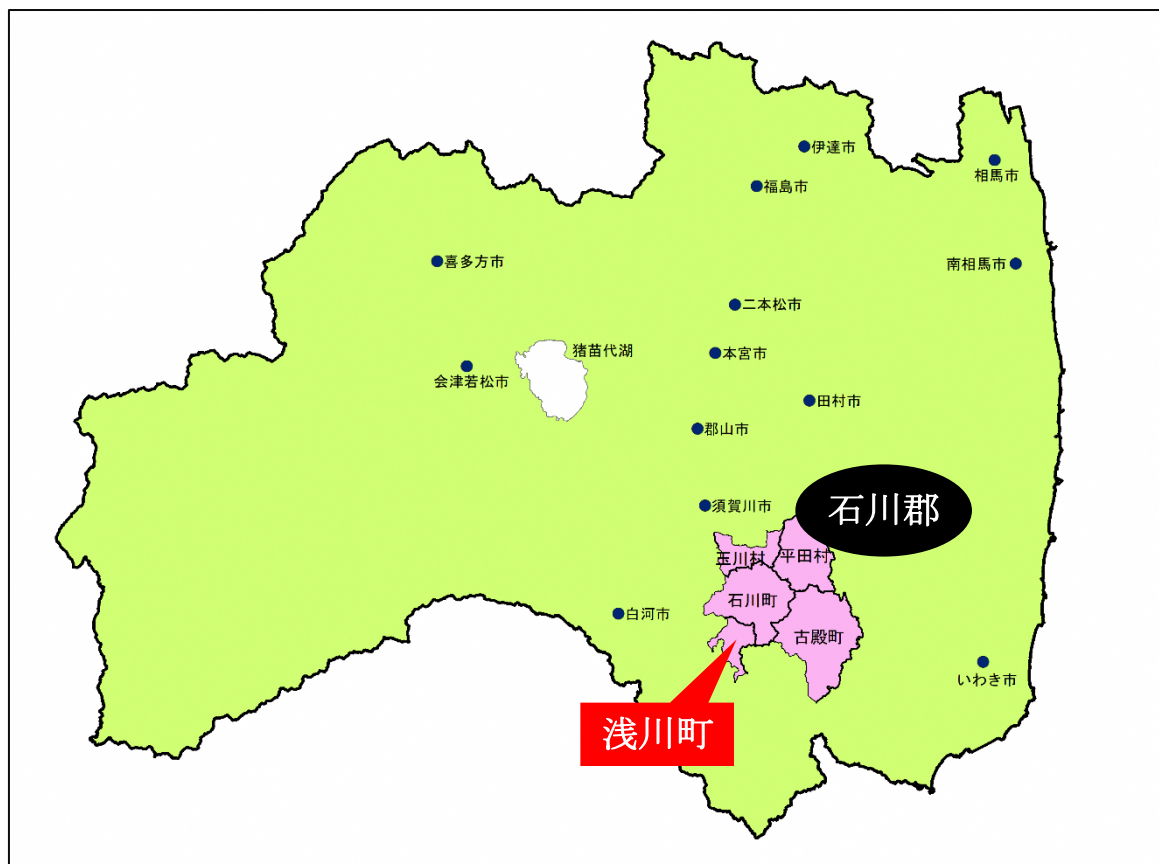 伊達市
相馬市
福島市
喜多方市
南相馬市
二本松市
猪苗代湖
本宮市
会津若松市
田村市
郡山市
須賀川市
石川郡
玉川村
平田村
石川町
白河市
古殿町
いわき市
浅川町